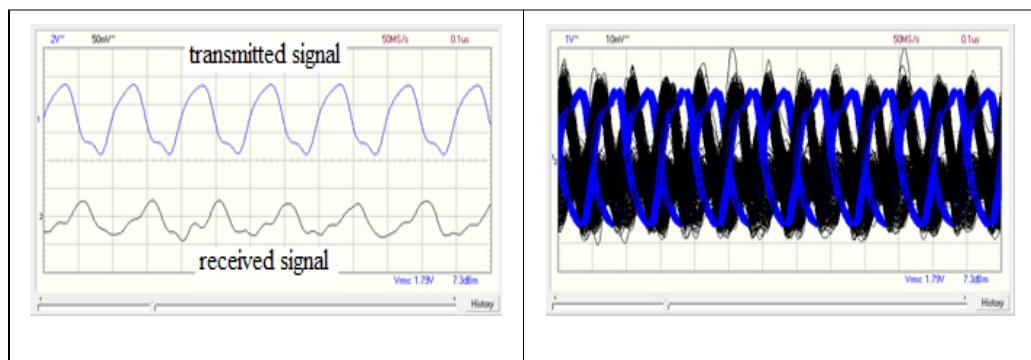 2V~ 50mV~ 50MS/s 0.1us
transmitted signal
1
2
received signal
Vrms: 1.79V 7.3dBm
History
1V~ 10mV~ 50MS/s 0.1us
Vrms: 1.79V 7.3dBm
History